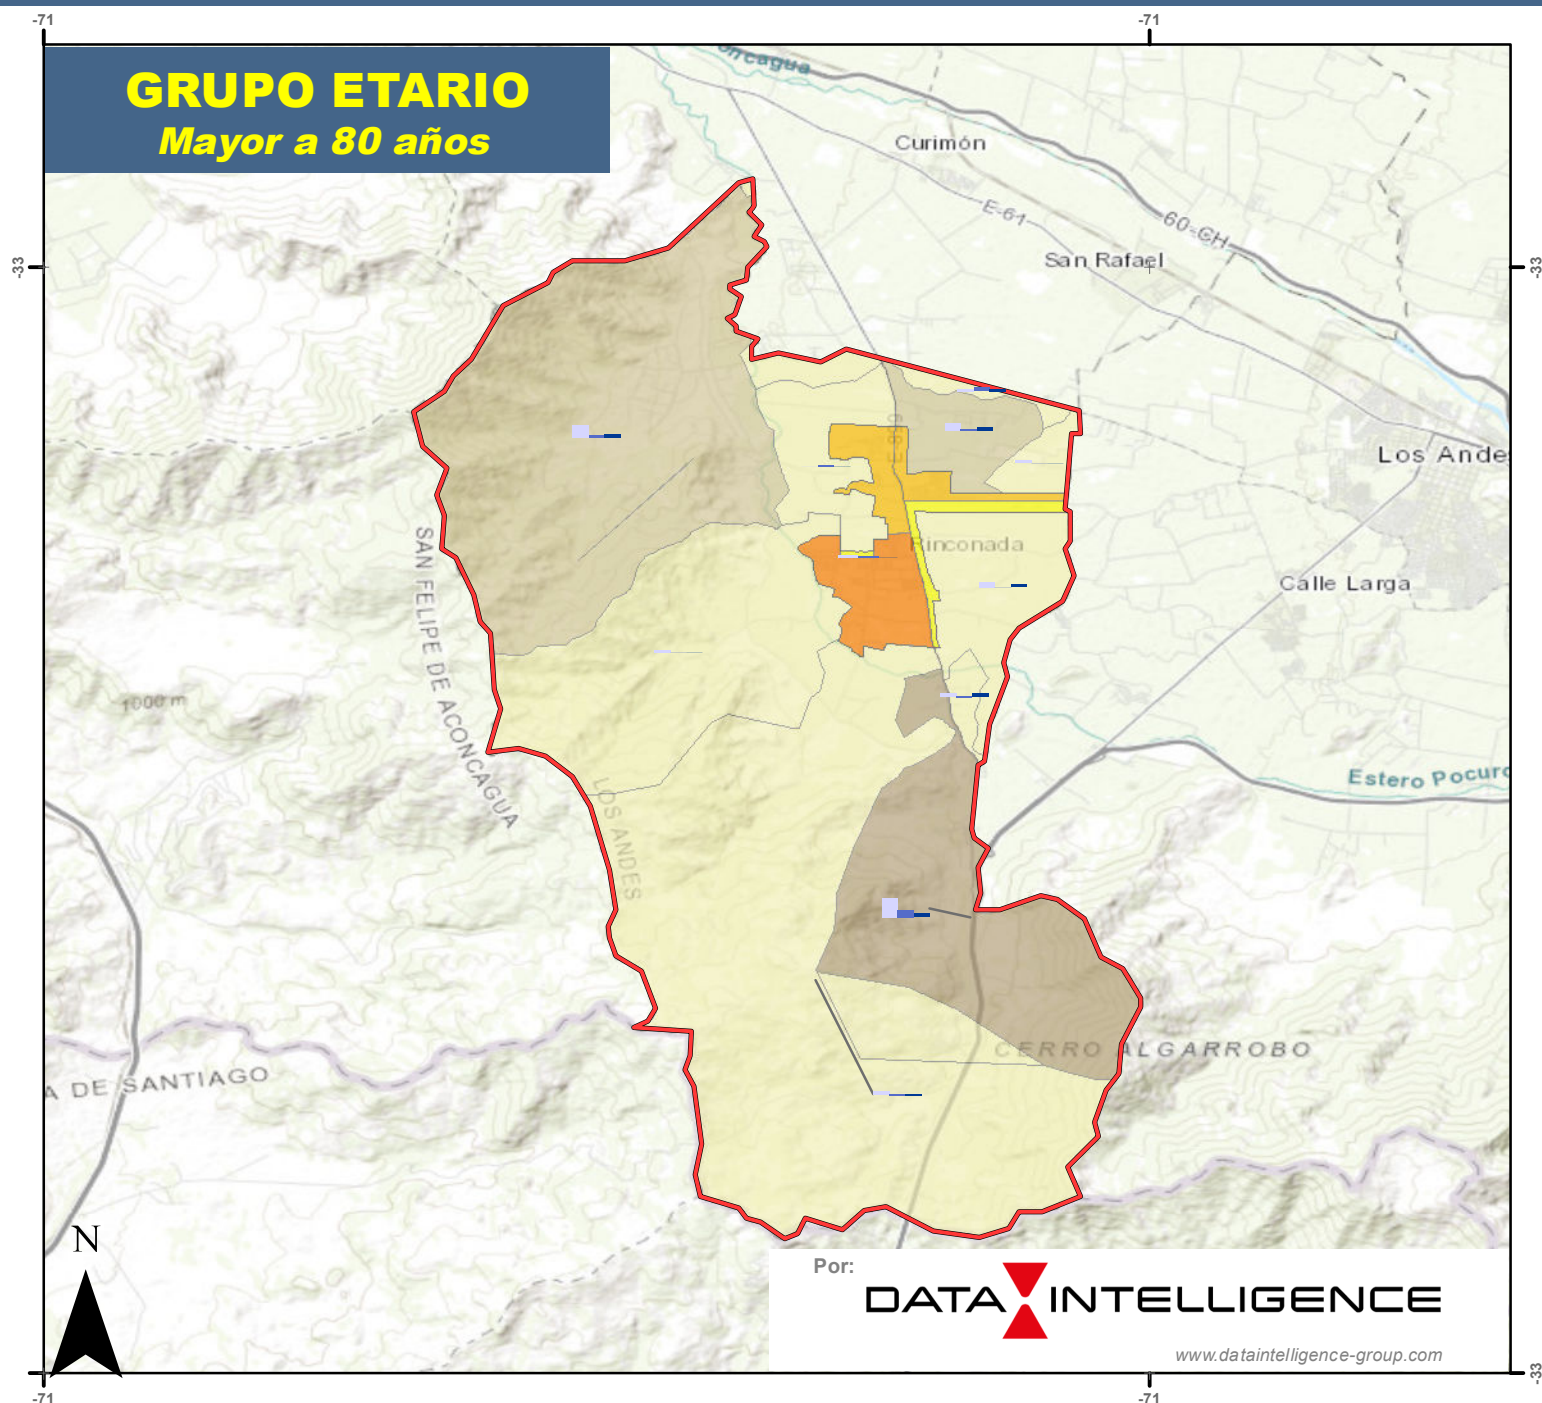 -71
-71
GRUPO ETARIO
Mayor a 80 años
Curimón
E-61
60-CH
San Rafael
-33
-33
Los Ande
Rinconada
Calle Larga
SAN FELIPE DE ACONCAGUA
1000 m
LOS ANDES
Estero Pocuro
CERRO ALGARROBO
A DE SANTIAGO
N
Por:
DATA INTELLIGENCE
www.dataintelligence-group.com
-33
-71
-71